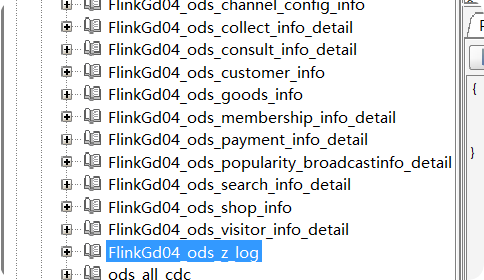 FlinkGd04_ods_channel_config_info
FlinkGd04_ods_collect_info_detail
FlinkGd04_ods_consult_info_detail
FlinkGd04_ods_customer_info
FlinkGd04_ods_goods_info
FlinkGd04_ods_membership_info_detail
FlinkGd04_ods_payment_info_detail
FlinkGd04_ods_popularity_broadcastinfo_detail
FlinkGd04_ods_search_info_detail
FlinkGd04_ods_shop_info
FlinkGd04_ods_visitor_info_detail
FlinkGd04_ods_z_log
ods_all_cdc
{
}